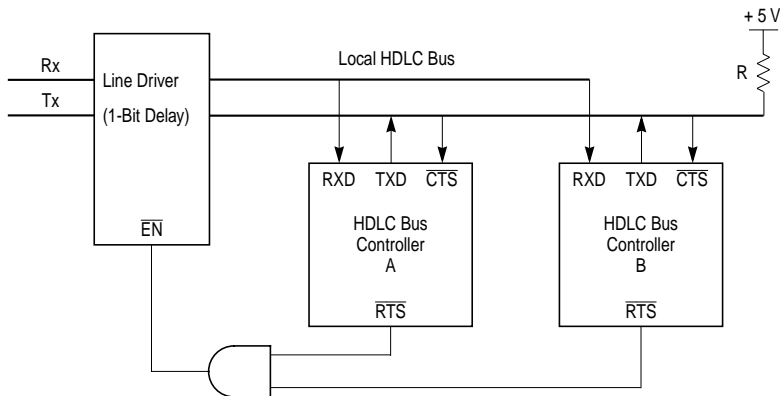 + 5 V
R
Rx
Tx
Line Driver
(1-Bit Delay)
Local HDLC Bus
RXD TXD CTS
RXD TXD CTS
EN
HDLC Bus
Controller
A
HDLC Bus
Controller
B
RTS
RTS